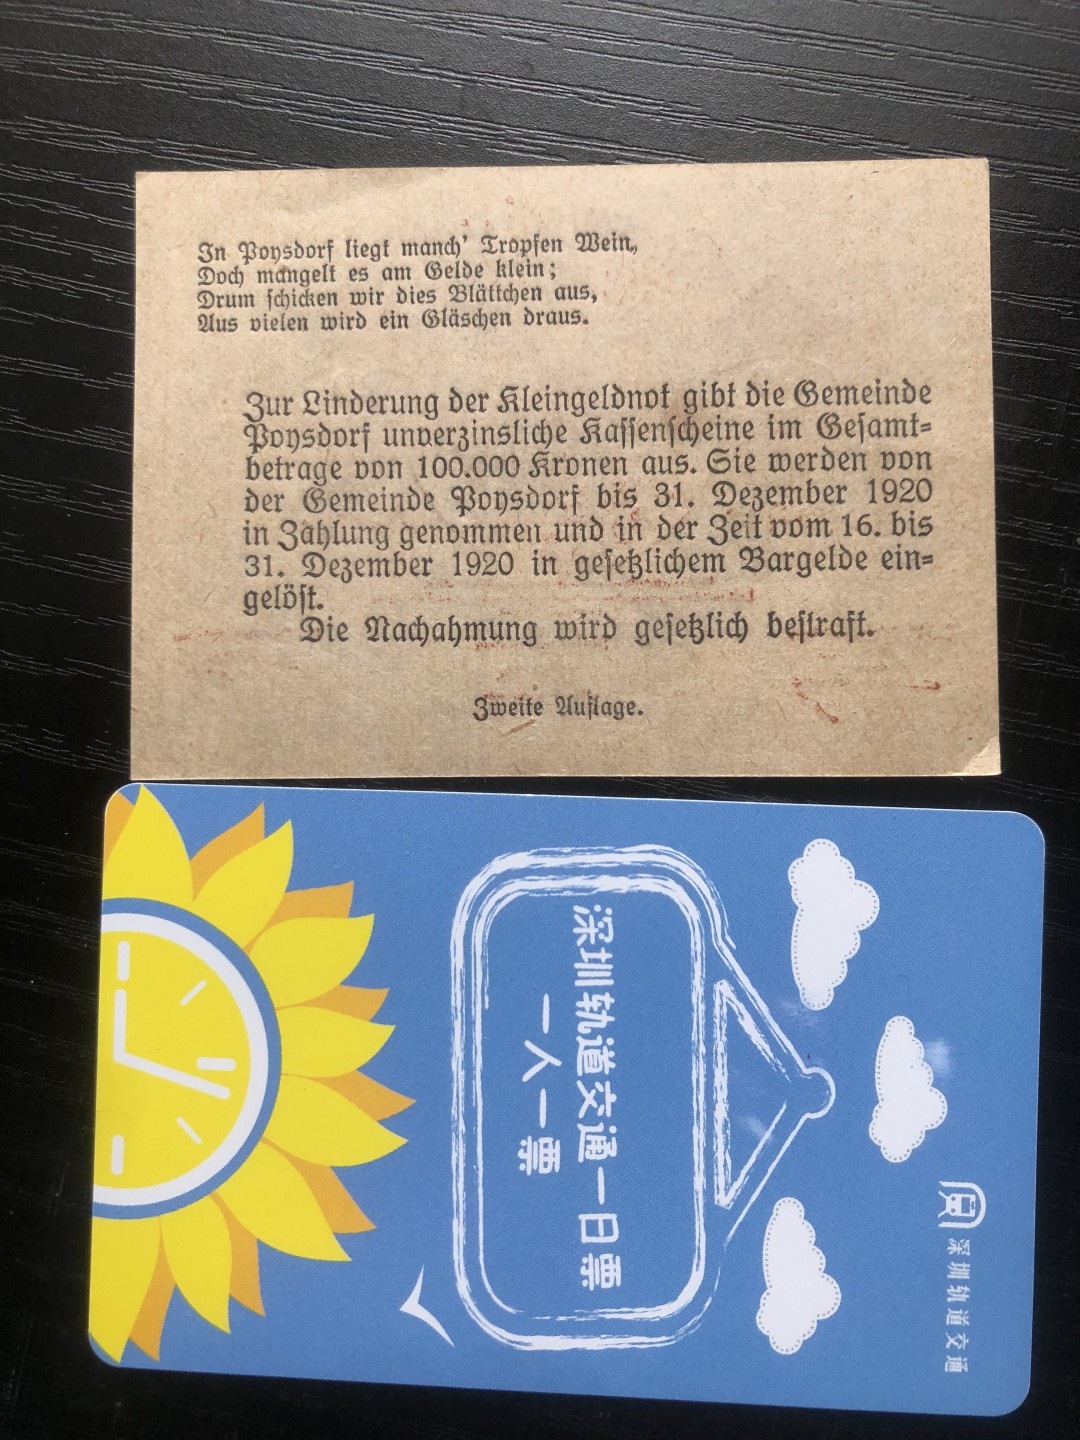 In Poysdorf liegt manch' Tropfen Wein,
Doch mangelt es am Gelde klein;
Drum schicken wir dies Blättchen aus,
Aus vielen wird ein Gläschen draus.
Zur Linderung der Kleingeldnot gibt die Gemeinde
Poysdorf unverzinsliche Kassenscheine im Gesamt=
betrage von 100.000 Kronen aus. Sie werden von
der Gemeinde Poysdorf bis 31. Dezember 1920
in Zahlung genommen und in der Zeit vom 16. bis
31. Dezember 1920 in gesetzlichem Bargelde ein=
gelöst.
Die Nachahmung wird gesetzlich bestraft.
Zweite Auflage.
深圳轨道交通
深圳轨道交通一日票
一人一票